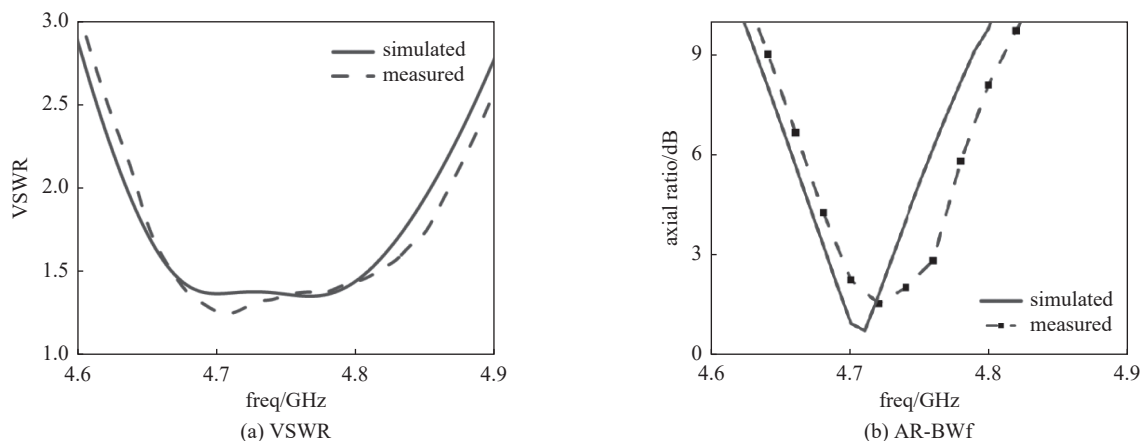 3.0
2.5
2.0
1.5
1.0
VSWR
simulated
measured
4.6 4.7 4.8 4.9
freq/GHz
(a) VSWR
9
6
3
0
axial ratio/dB
simulated
measured
4.6 4.7 4.8 4.9
freq/GHz
(b) AR-BWf